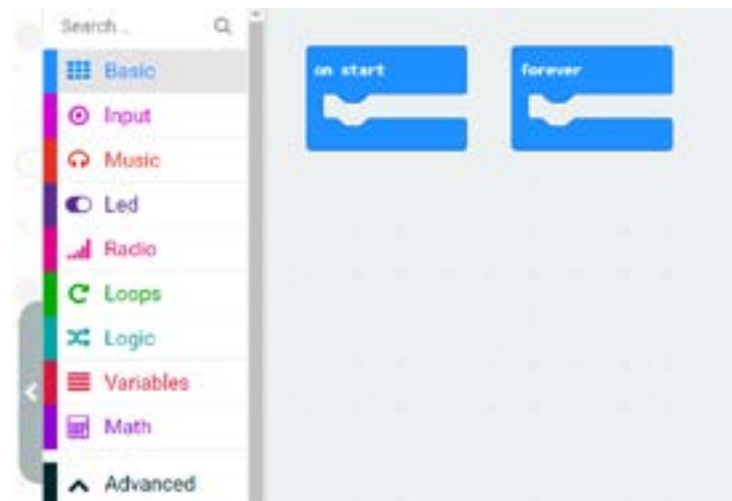 Search...
Basic
Input
Music
Led
Radio
Loops
Logic
Variables
Math
Advanced
on start
forever